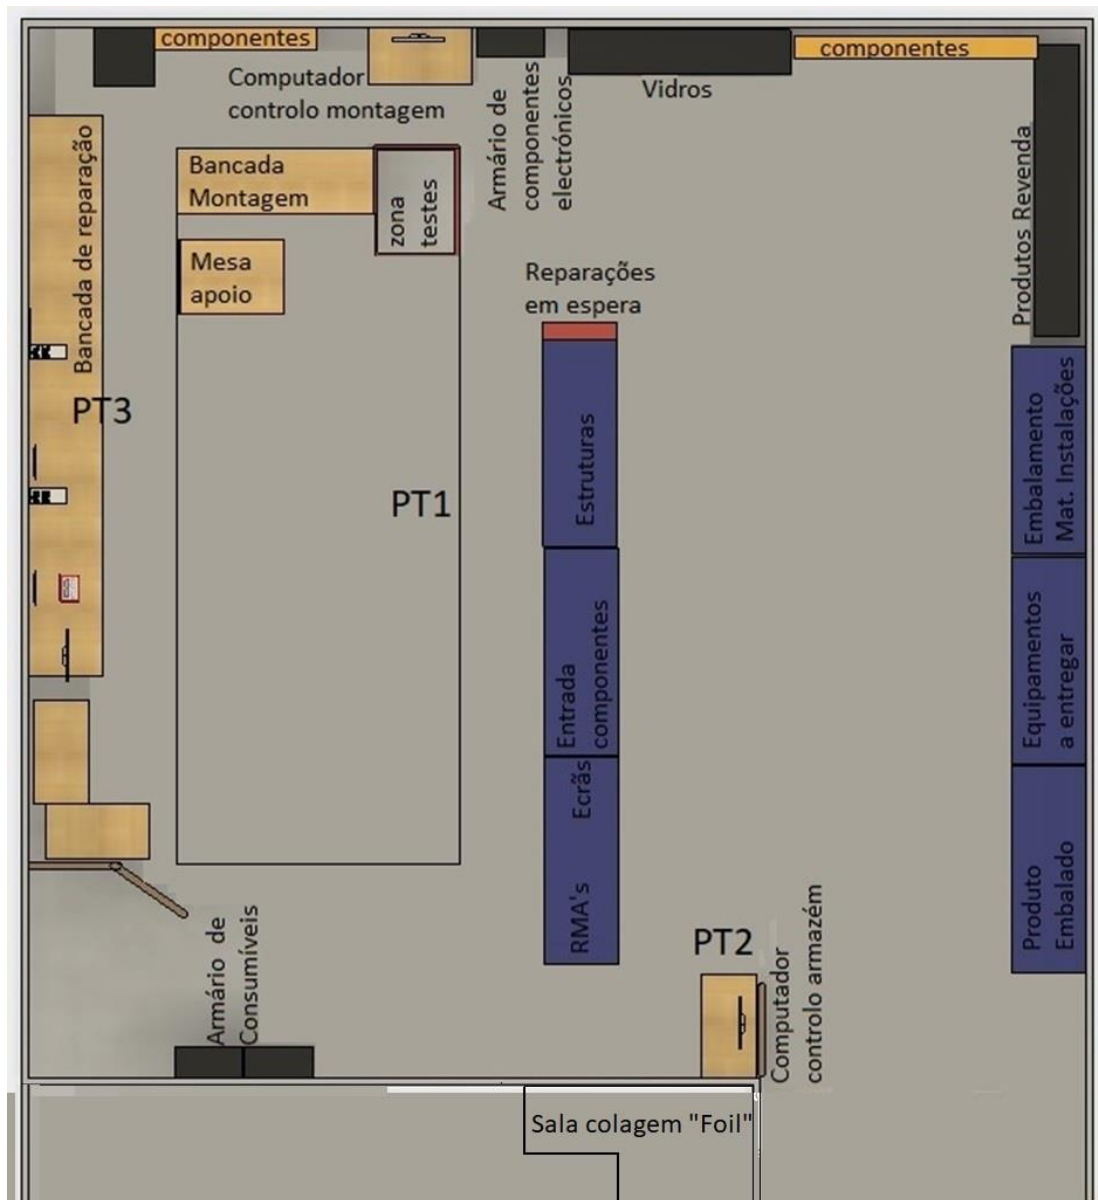 componentes
Computador
controlo montagem
Armário de
componentes
electrónicos
Vidros
componentes
Bancada de reparação
Bancada
Montagem
zona
testes
Mesa
apoio
Produtos Revenda
Reparações
em espera
PT3
PT1
Estruturas
Embalamento
Mat. Instalações
Entrada
componentes
Equipamentos
a entregar
Ecrãs
RMA's
Produto
Embalado
Armário de
Consumíveis
PT2
Computador
controlo armazém
Sala colagem "Foil"